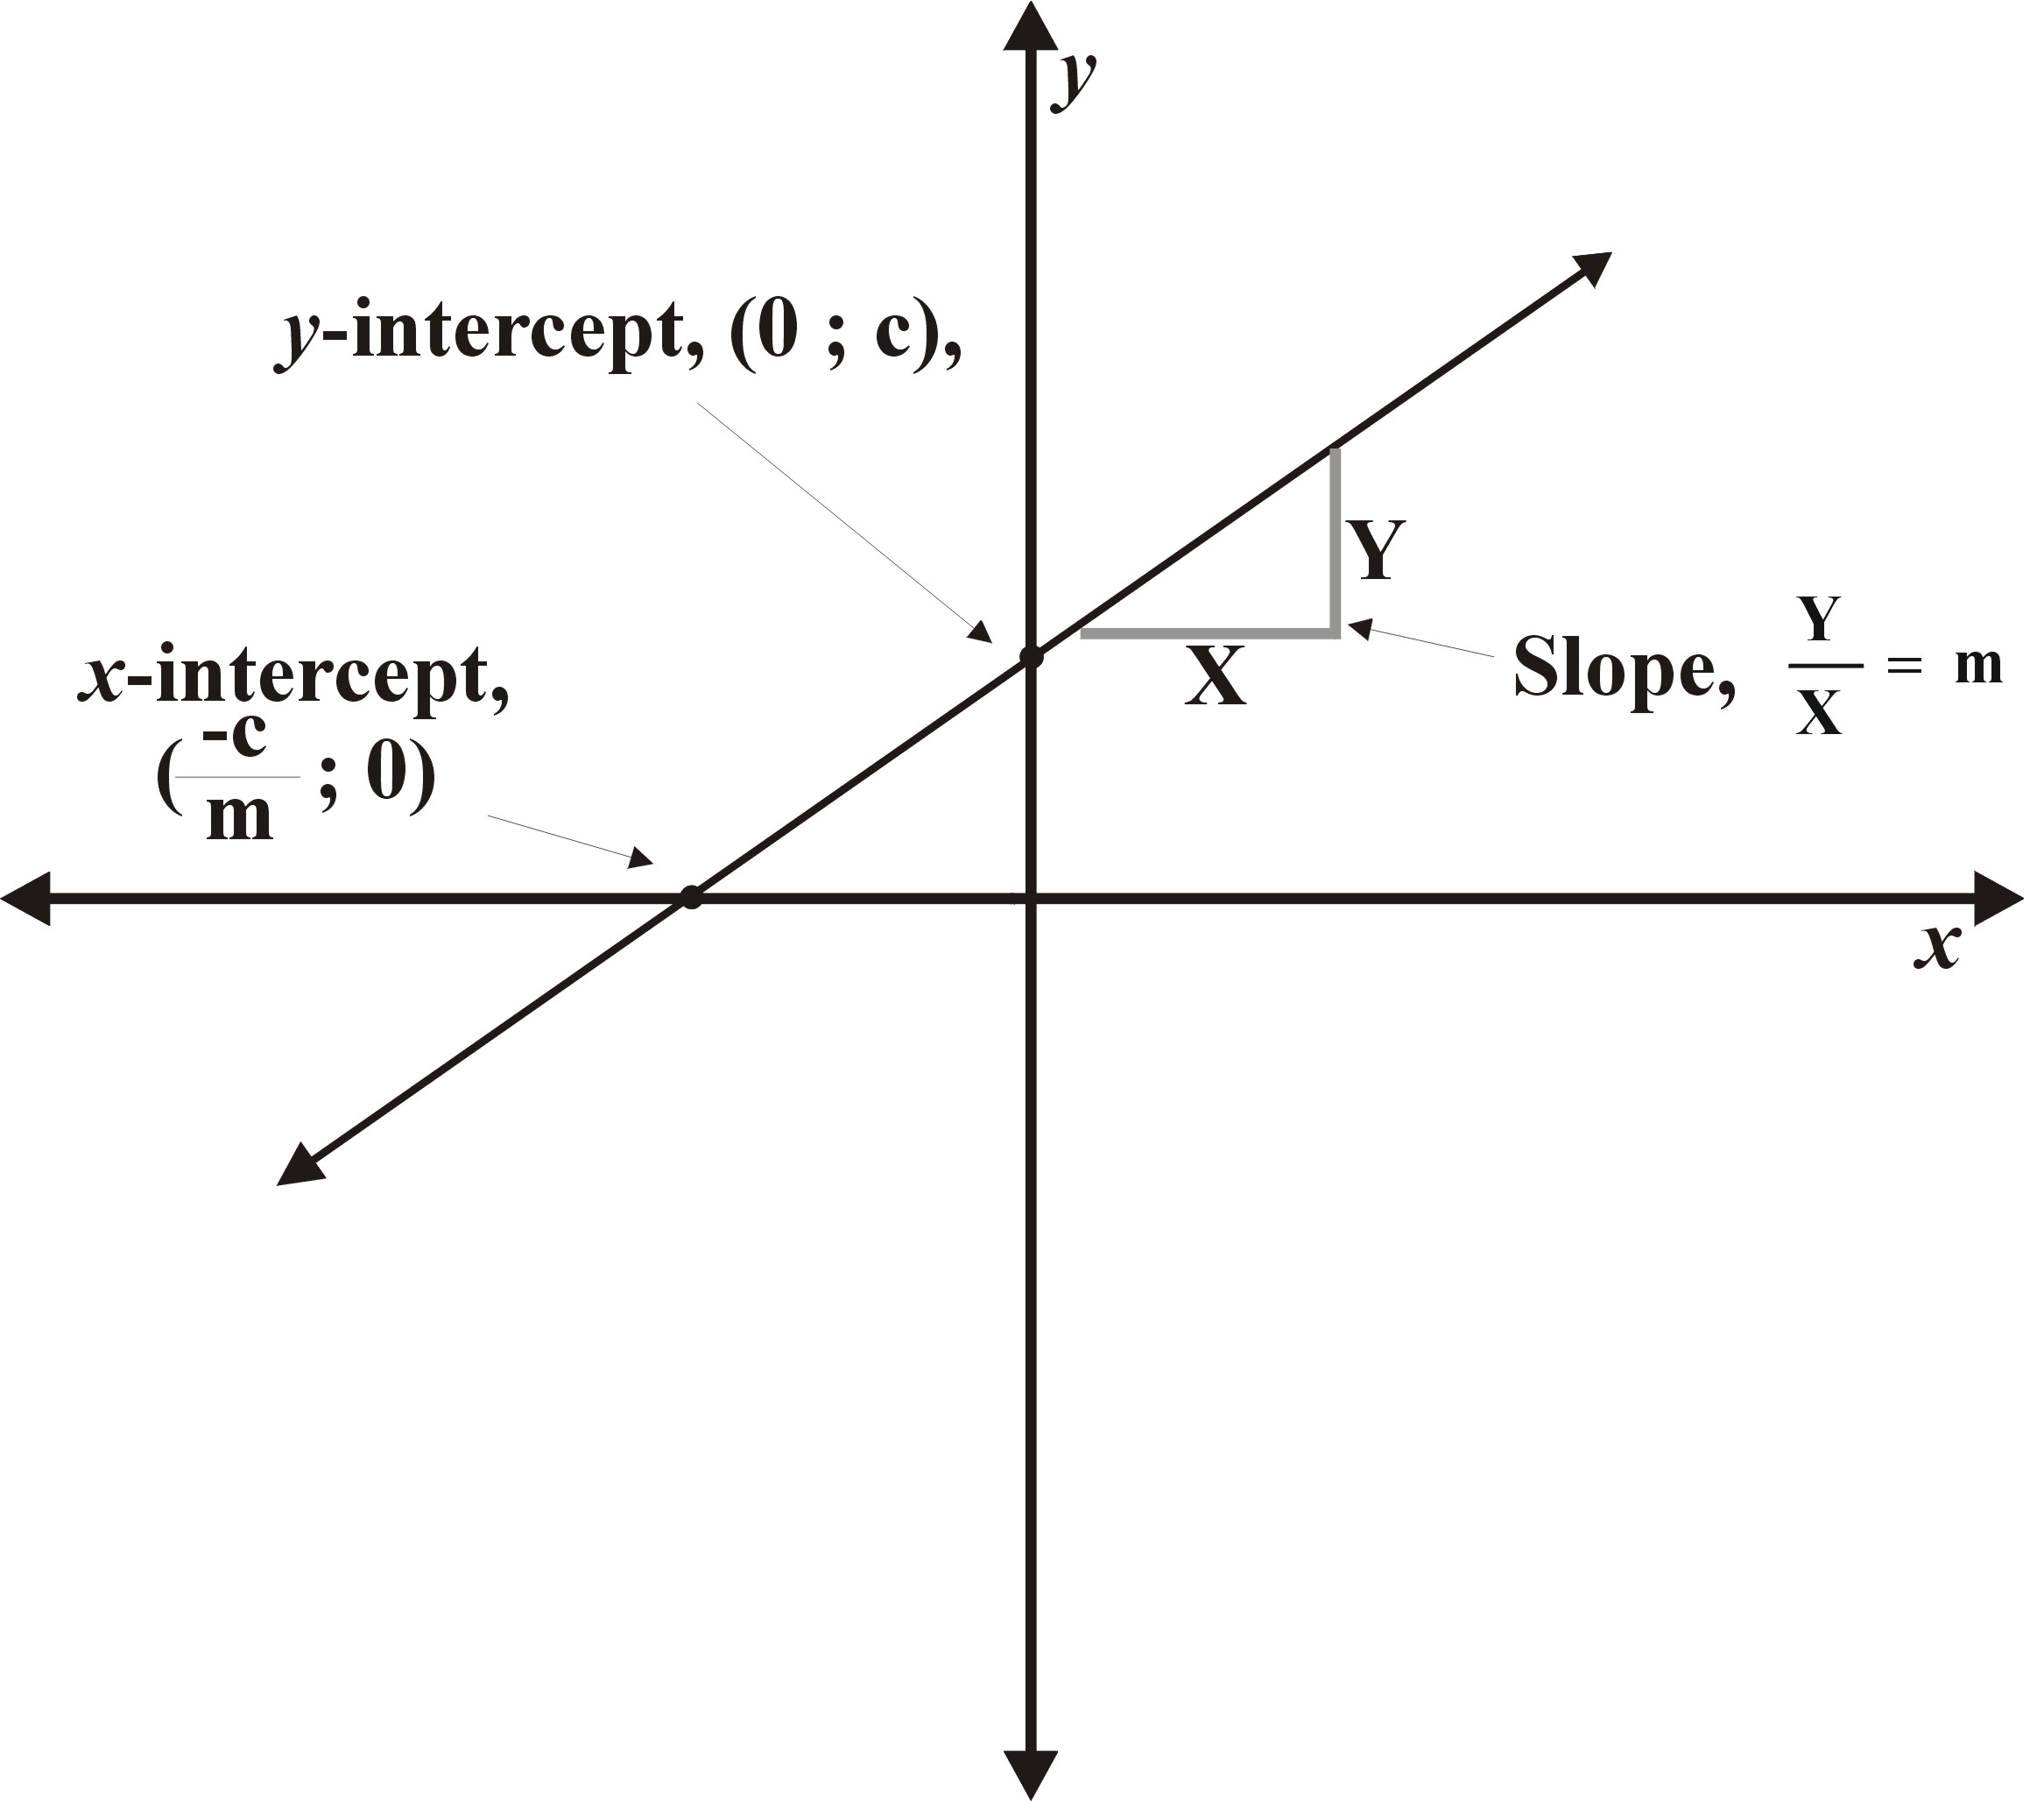 y
y-intercept, (0 ; c),
Y
X
Slope, Y/X = m
x-intercept,
(-c/m ; 0)
x